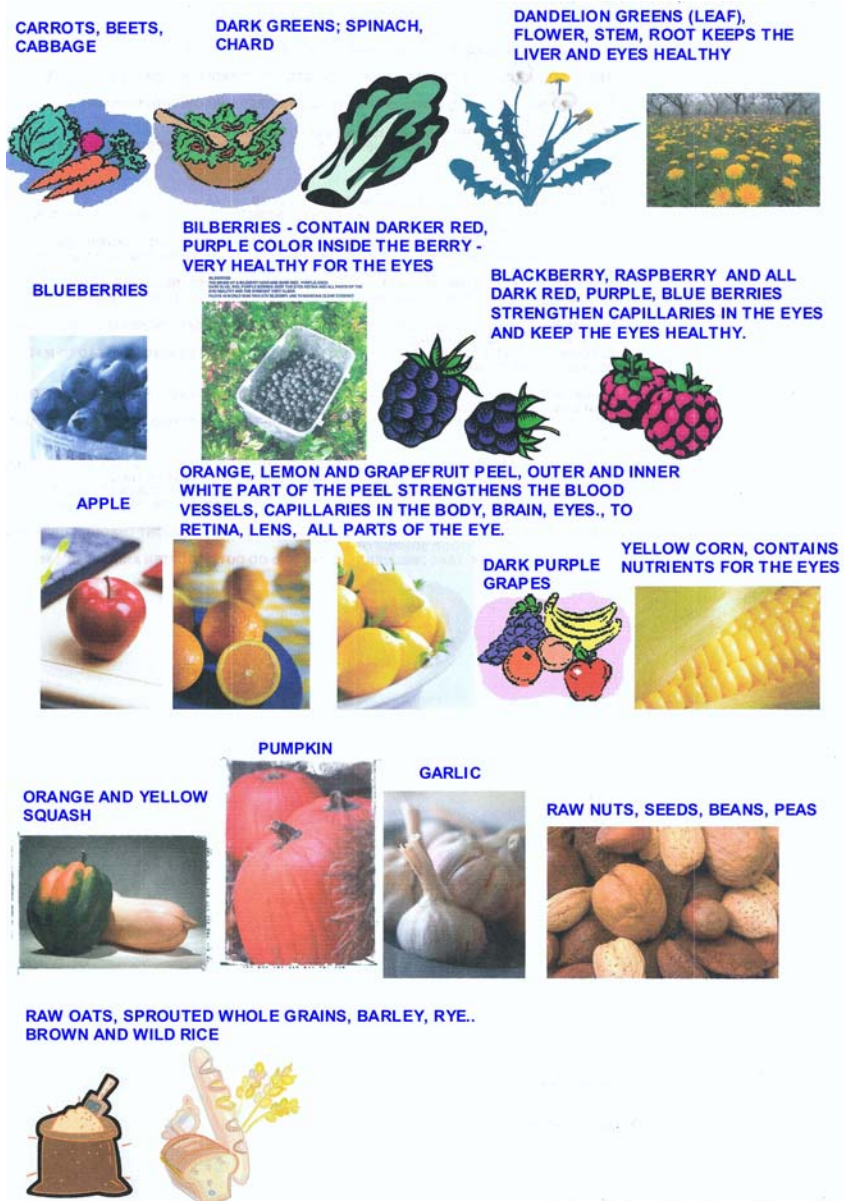 CARROTS, BEETS,
CABBAGE
DARK GREENS; SPINACH,
CHARD
DANDELION GREENS (LEAF),
FLOWER, STEM, ROOT KEEPS THE
LIVER AND EYES HEALTHY
BILBERRIES - CONTAIN DARKER RED,
PURPLE COLOR INSIDE THE BERRY -
VERY HEALTHY FOR THE EYES
BLUEBERRIES
BLACKBERRY, RASPBERRY AND ALL
DARK RED, PURPLE, BLUE BERRIES
STRENGTHEN CAPILLARIES IN THE EYES
AND KEEP THE EYES HEALTHY.
ORANGE, LEMON AND GRAPEFRUIT PEEL, OUTER AND INNER
WHITE PART OF THE PEEL STRENGTHENS THE BLOOD
VESSELS, CAPILLARIES IN THE BODY, BRAIN, EYES., TO
RETINA, LENS, ALL PARTS OF THE EYE.
APPLE
DARK PURPLE
GRAPES
YELLOW CORN, CONTAINS
NUTRIENTS FOR THE EYES
PUMPKIN
GARLIC
ORANGE AND YELLOW
SQUASH
RAW NUTS, SEEDS, BEANS, PEAS
RAW OATS, SPROUTED WHOLE GRAINS, BARLEY, RYE..
BROWN AND WILD RICE